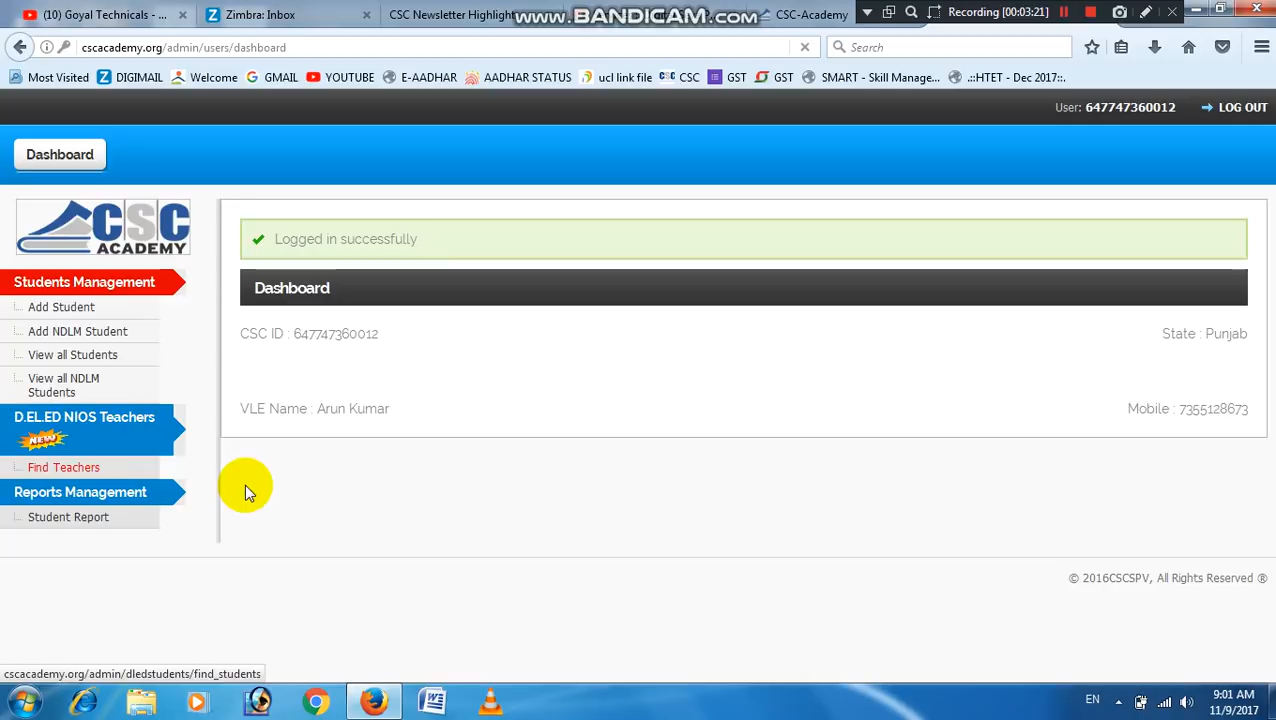 (10) Goyal Technicals - ...
Zimbra: Inbox
CSC Newsletter Highligh
www.BANDICAM.com
CSC-Academy
Recording [00:03:21]
cscacademy.org/admin/users/dashboard
Search
Most Visited
DIGIMAIL
Welcome
GMAIL
YOUTUBE
E-AADHAR
AADHAR STATUS
ucl link file
CSC
GST
GST
SMART - Skill Manage...
.::HTET - Dec 2017::.
User: 647747360012
LOG OUT
Dashboard
CSC
ACADEMY
Students Management
Add Student
Add NDLM Student
View all Students
View all NDLM
Students
D.EL.ED NIOS Teachers
NEW
Find Teachers
Reports Management
Student Report
Logged in successfully
Dashboard
CSC ID : 647747360012
State : Punjab
VLE Name : Arun Kumar
Mobile : 7355128673
© 2016CSCSPV, All Rights Reserved ®
cscacademy.org/admin/dledstudents/find_students
EN
9:01 AM
11/9/2017